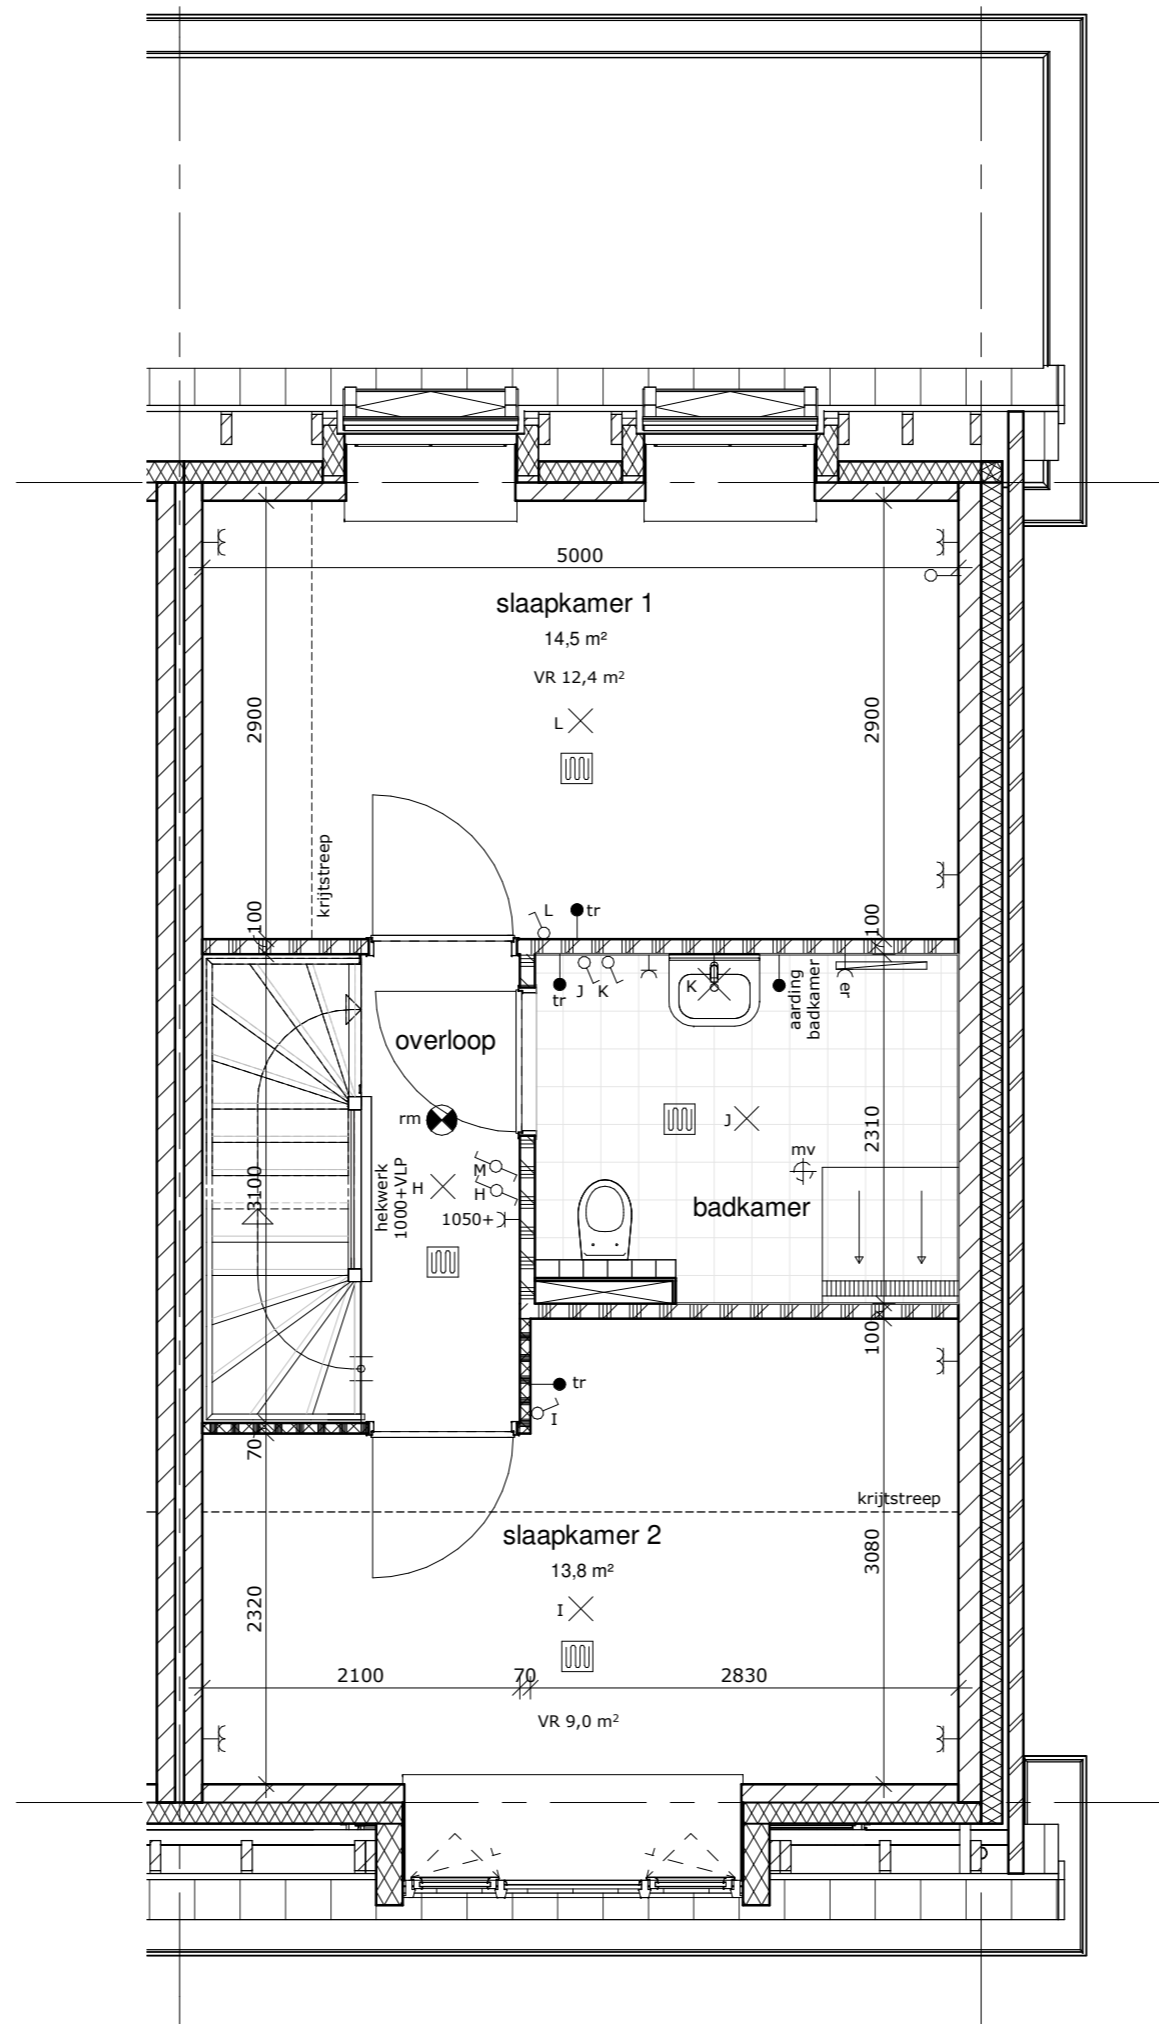 5000
slaapkamer 1
14,5 m²
VR 12,4 m²
L
2900
2900
krijtstreep
100
L
tr
100
tr
J
K
K
aarding
badkamer
er
overloop
rm
J
2310
mv
3100
hekwerk
1000+VLP
H
M
H
1050+
badkamer
100
tr
I
70
krijtstreep
slaapkamer 2
13,8 m²
3080
2320
I
2100
70
2830
VR 9,0 m²